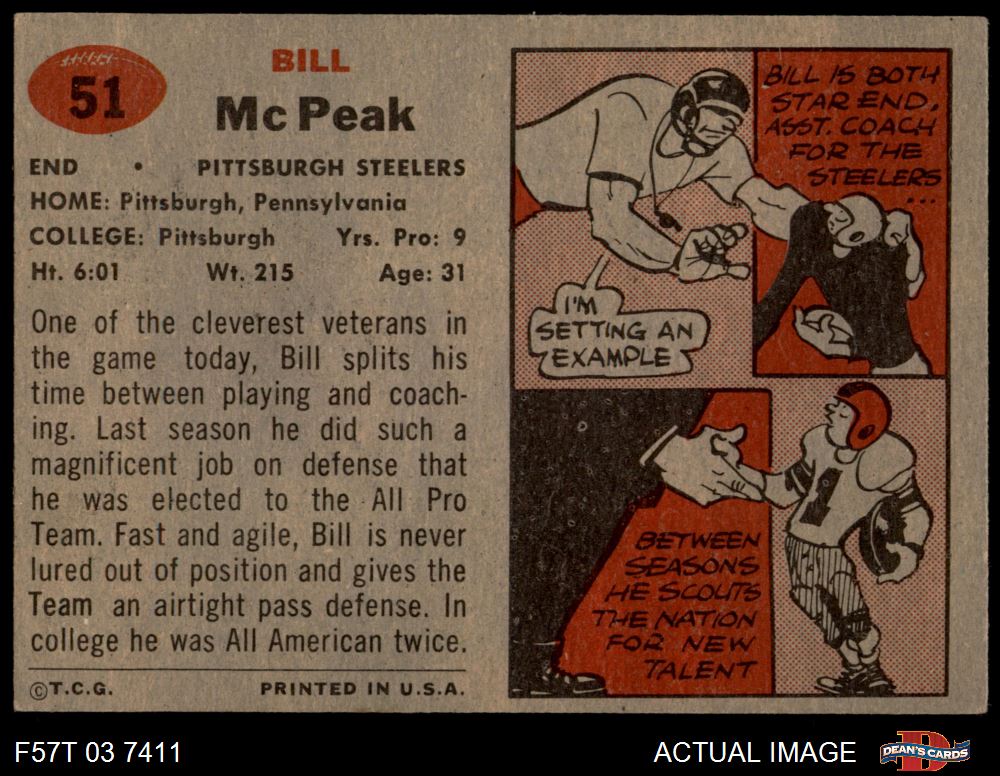 51
BILL
McPeak
END • PITTSBURGH STEELERS
HOME: Pittsburgh, Pennsylvania
COLLEGE: Pittsburgh Yrs. Pro: 9
Ht. 6:01 Wt. 215 Age: 31
One of the cleverest veterans in
the game today, Bill splits his
time between playing and coach-
ing. Last season he did such a
magnificent job on defense that
he was elected to the All Pro
Team. Fast and agile, Bill is never
lured out of position and gives the
Team an airtight pass defense. In
college he was All American twice.
©T.C.G. PRINTED IN U.S.A.
BILL IS BOTH
STAR END,
ASST. COACH
FOR THE
STEELERS
...
I'M
SETTING AN
EXAMPLE
BETWEEN
SEASONS
HE SCOUTS
THE NATION
FOR NEW
TALENT
1
F57T 03 7411
ACTUAL IMAGE
D
DEAN'S CARDS